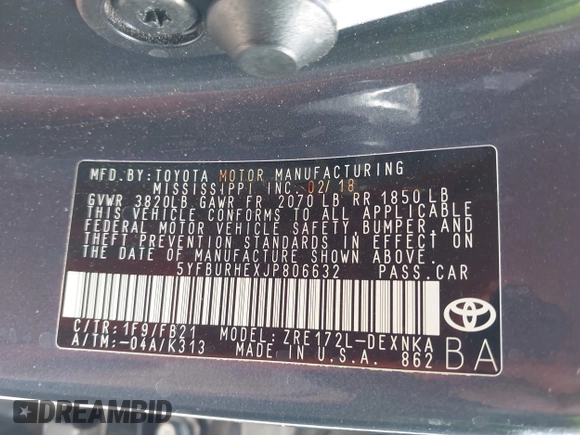 MFD.BY:TOYOTA MOTOR MANUFACTURING
MISSISSIPPI INC. 02/18
GVWR 3820LB GAWR FR 2070 LB RR 1850 LB
THIS VEHICLE CONFORMS TO ALL APPLICABLE
FEDERAL MOTOR VEHICLE SAFETY,BUMPER,AND
THEFT PREVENTION STANDARDS IN EFFECT ON
THE DATE OF MANUFACTURE SHOWN ABOVE.
5YFBURHEXJP806632 PASS.CAR
C/TR:1F9/FB21 MODEL: ZRE172L-DEXNKA
A/TM:-04A/K313 MADE IN U.S.A. 862
BA
DREAMBID